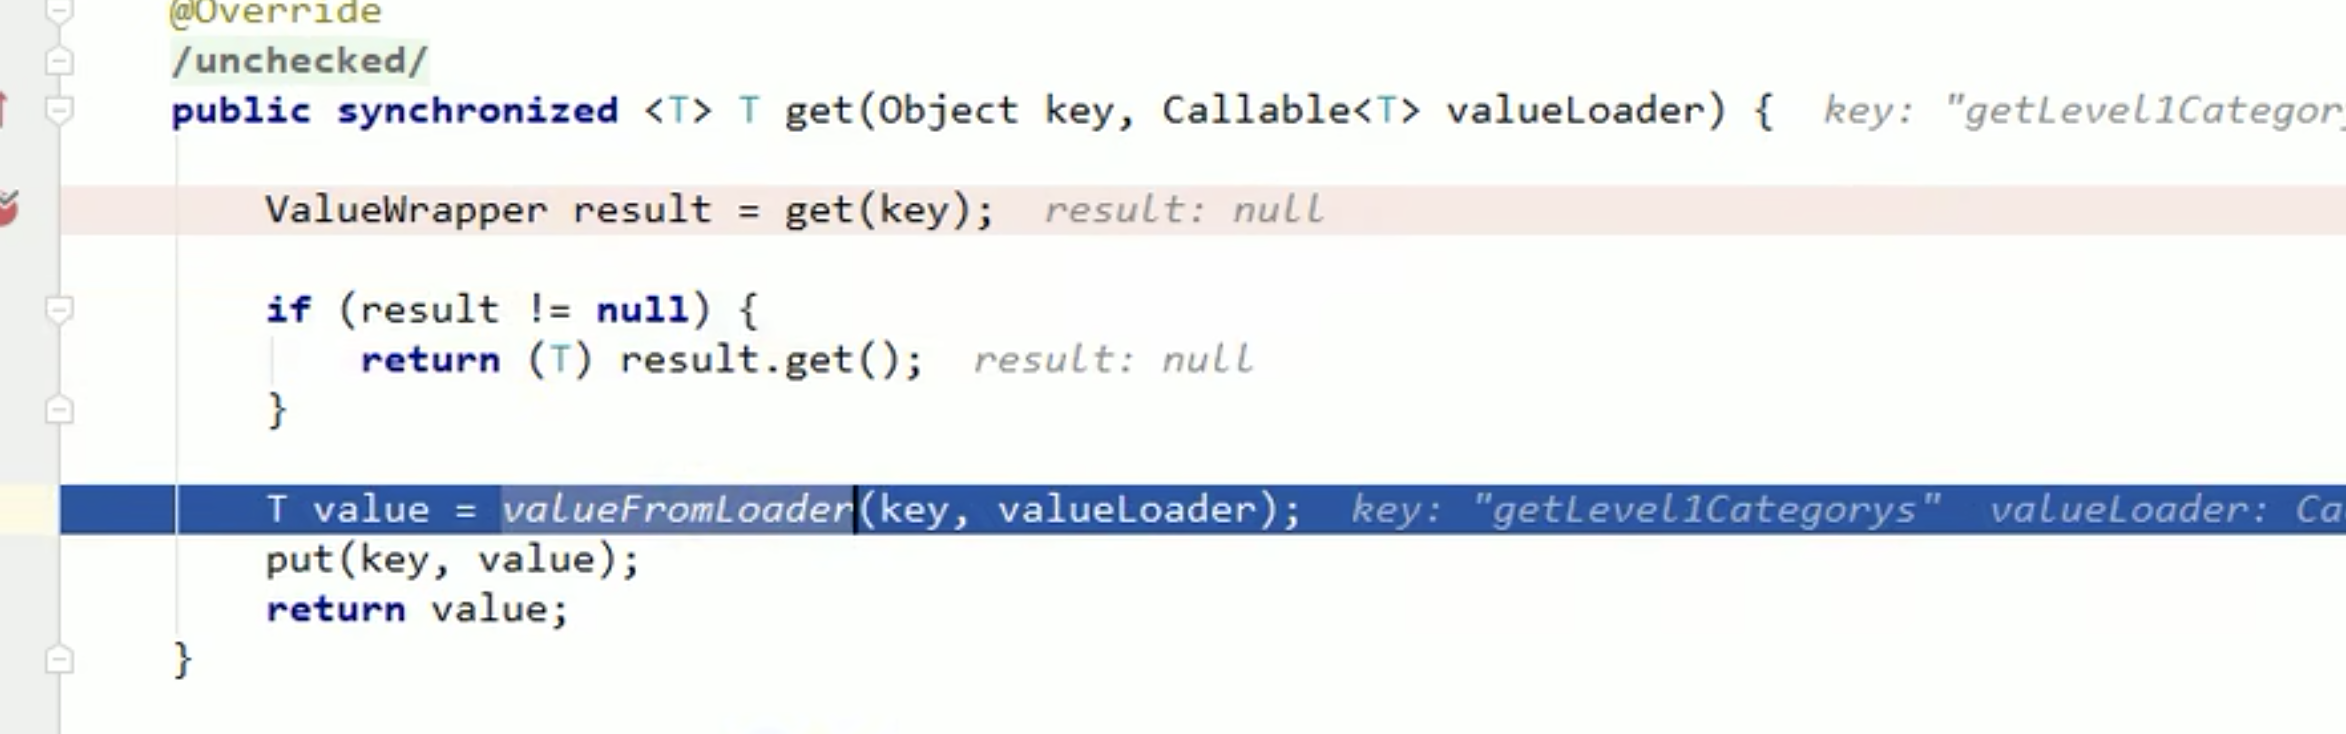 @Override
/unchecked/
public synchronized <T> T get(Object key, Callable<T> valueLoader) {  key: "getLevel1Category
ValueWrapper result = get(key);  result: null
if (result != null) {
return (T) result.get();  result: null
}
T value = valueFromLoader(key, valueLoader);  key: "getLevel1Categorys"  valueLoader: Ca
put(key, value);
return value;
}